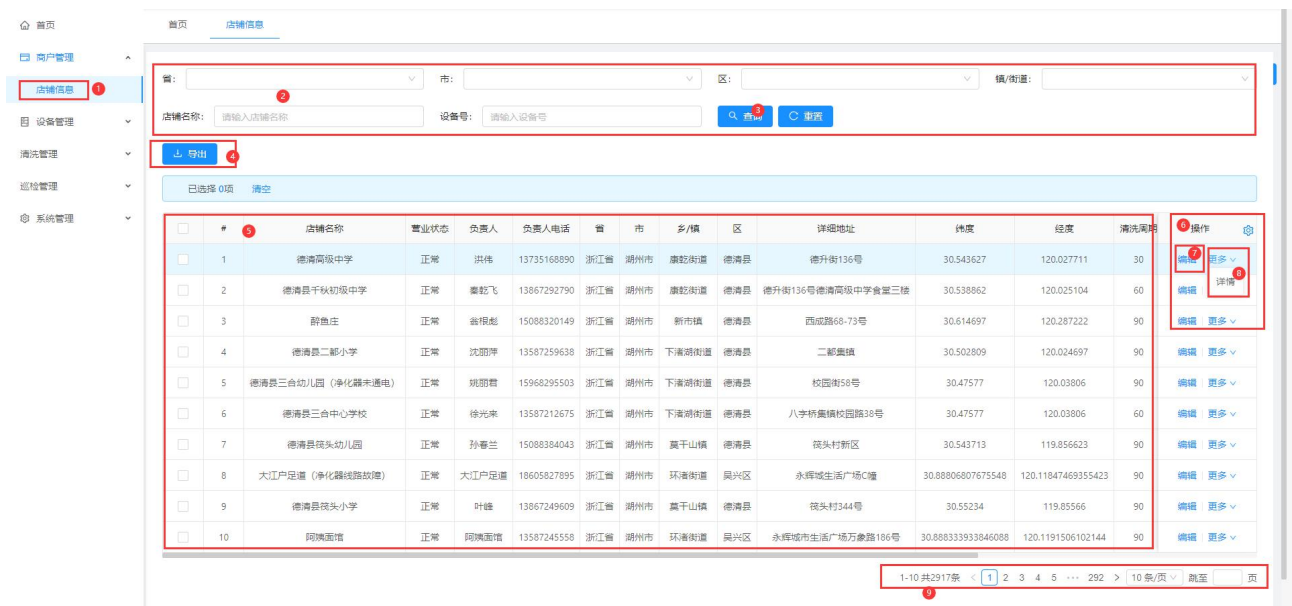 首页
商户管理
店铺信息 1
设备管理
清洗管理
巡检管理
系统管理
首页 店铺信息
省: 市: 区: 镇/街道:
2
店铺名称: 请输入店铺名称 设备号: 请输入设备号 查询 3 重置
导出 4
已选择 0项 清空
# 5 店铺名称 营业状态 负责人 负责人电话 省 市 乡/镇 区 详细地址 纬度 经度 清洗周期 6 操作
1 德清高级中学 正常 洪伟 13735168890 浙江省 湖州市 康乾街道 德清县 德升街136号 30.543627 120.027711 30 编辑 7 更多
详情 8
2 德清县千秋初级中学 正常 秦乾飞 13867292790 浙江省 湖州市 康乾街道 德清县 德升街136号德清高级中学食堂三楼 30.538862 120.025104 60 编辑
3 醉鱼庄 正常 翁根彪 15088320149 浙江省 湖州市 新市镇 德清县 西成路68-73号 30.614697 120.287222 90 编辑 更多
4 德清县二都小学 正常 沈丽萍 13587259638 浙江省 湖州市 下渚湖街道 德清县 二都集镇 30.502809 120.024697 90 编辑 更多
5 德清县三合幼儿园（净化器未通电） 正常 姚丽君 15968295503 浙江省 湖州市 下渚湖街道 德清县 校园街58号 30.47577 120.03806 90 编辑 更多
6 德清县三合中心学校 正常 徐光来 13587212675 浙江省 湖州市 下渚湖街道 德清县 八字桥集镇校园路38号 30.47577 120.03806 60 编辑 更多
7 德清县筏头幼儿园 正常 孙春兰 15088384043 浙江省 湖州市 莫干山镇 德清县 筏头村新区 30.543713 119.856623 90 编辑 更多
8 大江户足道（净化器线路故障） 正常 大江户足道 18605827895 浙江省 湖州市 环渚街道 吴兴区 永辉城生活广场C幢 30.88806807675548 120.11847469355423 90 编辑 更多
9 德清县筏头小学 正常 叶峰 13867249609 浙江省 湖州市 莫干山镇 德清县 筏头村344号 30.55234 119.85566 90 编辑 更多
10 阿姨面馆 正常 阿姨面馆 13587245558 浙江省 湖州市 环渚街道 吴兴区 永辉城市生活广场万象路186号 30.888333933846088 120.1191506102144 90 编辑 更多
1-10 共2917条 < 1 2 3 4 5 ••• 292 > 10 条/页 跳至 页
9